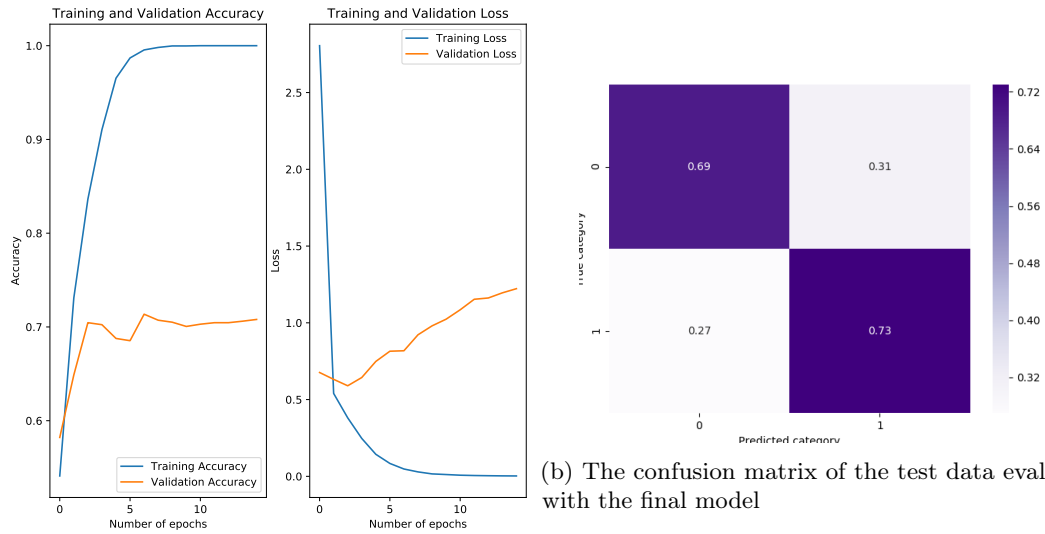 Training and Validation Accuracy
1.0
0.9
0.8
0.7
0.6
Accuracy
Training Accuracy
Validation Accuracy
0
5
10
Number of epochs
Training and Validation Loss
Training Loss
Validation Loss
2.5
2.0
1.5
1.0
0.5
0.0
Loss
0
5
10
Number of epochs
0.69
0.31
0.27
0.73
0
1
True category
0
1
Predicted category
0.72
0.64
0.56
0.48
0.40
0.32
(b) The confusion matrix of the test data eval
with the final model